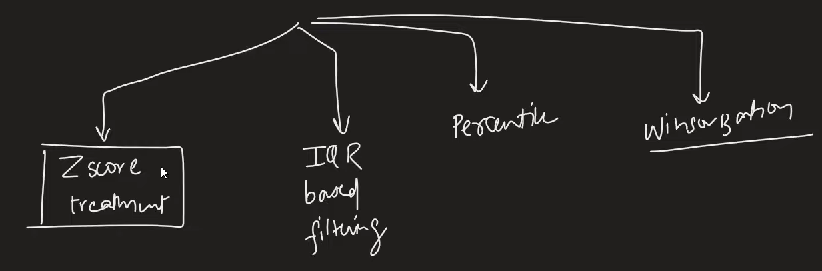 Z score
treatment
IQR
based
filtering
Percentile
Winsorization